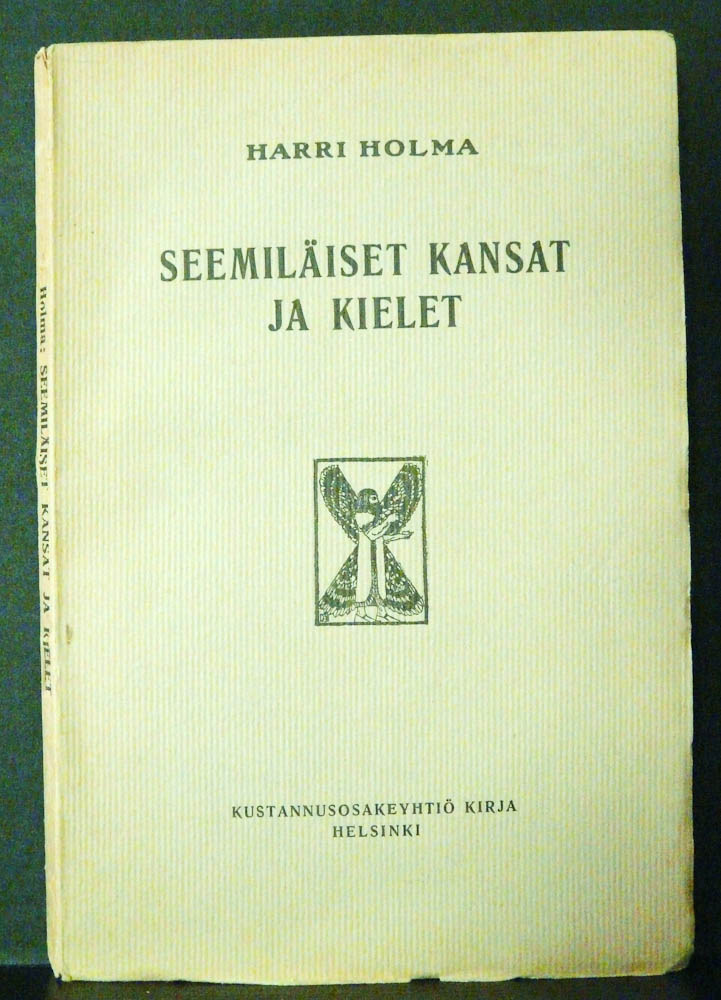 HARRI HOLMA
SEEMILÄISET KANSAT
JA KIELET
KUSTANNUSOSAKEYHTIÖ KIRJA
HELSINKI
Holma: SEEMILÄISET KANSAT JA KIELET